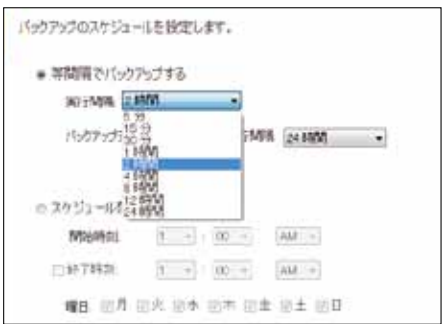 バックアップのスケジュールを設定します。
等間隔でバックアップする
実行間隔 2 時間
5 分
15 分
30 分
1 時間
2 時間
4 時間
8 時間
12 時間
24 時間
バックアップ
間隔 24 時間
スケジュールを
開始時刻: 1 : 00 AM
終了時刻: 1 : 00 AM
曜日 月 火 水 木 金 土 日